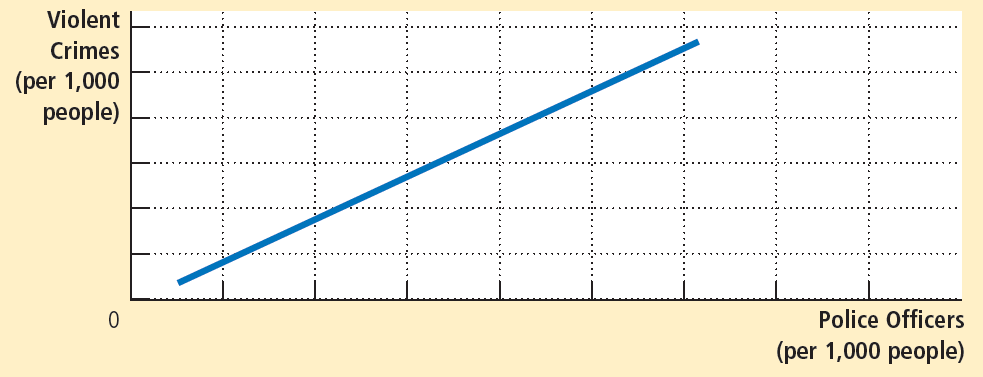 Violent
Crimes
(per 1,000
people)
0
Police Officers
(per 1,000 people)